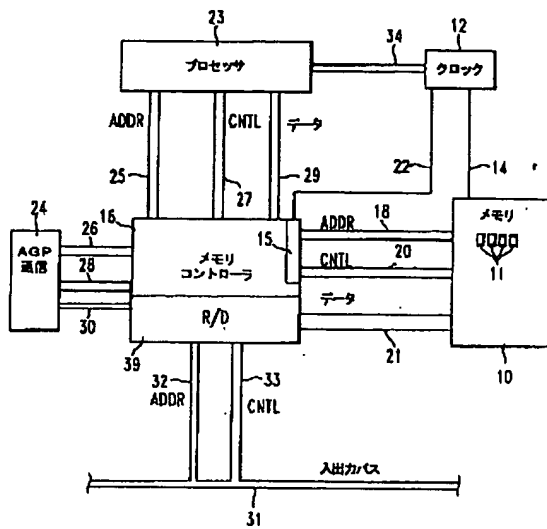 23
プロセッサ
34
12
クロック
ADDR
CNTL
データ
25
27
29
22
14
24
AGP
通信
26
28
30
16
メモリ
コントローラ
15
R/D
39
ADDR
18
CNTL
20
データ
21
メモリ
11
10
32
ADDR
33
CNTL
入出力バス
31